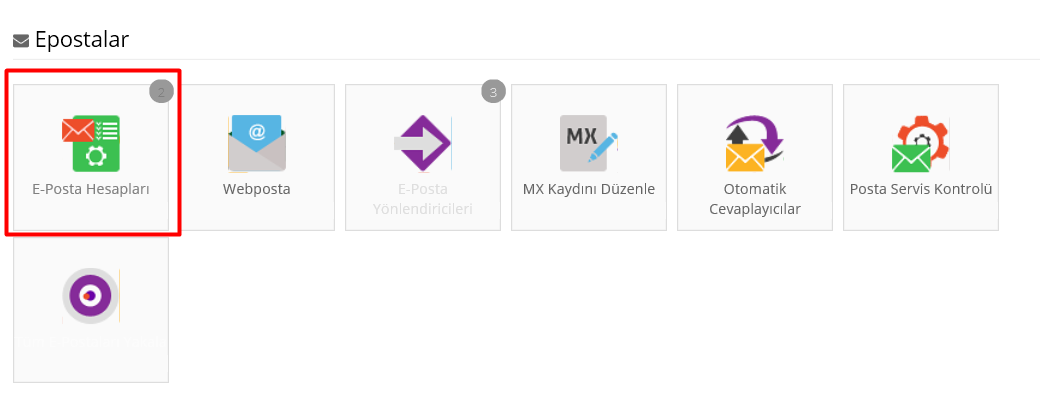 Epostalar
2
3
@
MX
E-Posta Hesapları
Webposta
E-Posta
Yönlendiricileri
MX Kaydını Düzenle
Otomatik
Cevaplayıcılar
Posta Servis Kontrolü